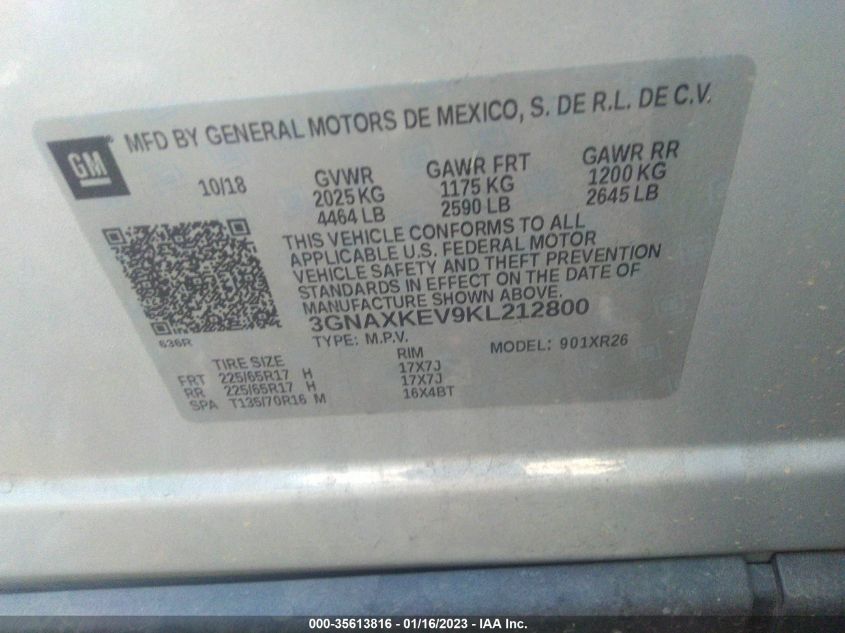 GM
MFD BY GENERAL MOTORS DE MEXICO, S. DE R.L. DE C.V.
10/18 GVWR GAWR FRT GAWR RR
2025 KG 1175 KG 1200 KG
4464 LB 2590 LB 2645 LB
THIS VEHICLE CONFORMS TO ALL
APPLICABLE U.S. FEDERAL MOTOR
VEHICLE SAFETY AND THEFT PREVENTION
STANDARDS IN EFFECT ON THE DATE OF
MANUFACTURE SHOWN ABOVE.
3GNAXKEV9KL212800
636R
TYPE: M.P.V. MODEL: 901XR26
TIRE SIZE RIM
FRT 225/65R17 H 17X7J
RR 225/65R17 H 17X7J
SPA T135/70R16 M 16X4BT
000-35613816 - 01/16/2023 - IAA Inc.